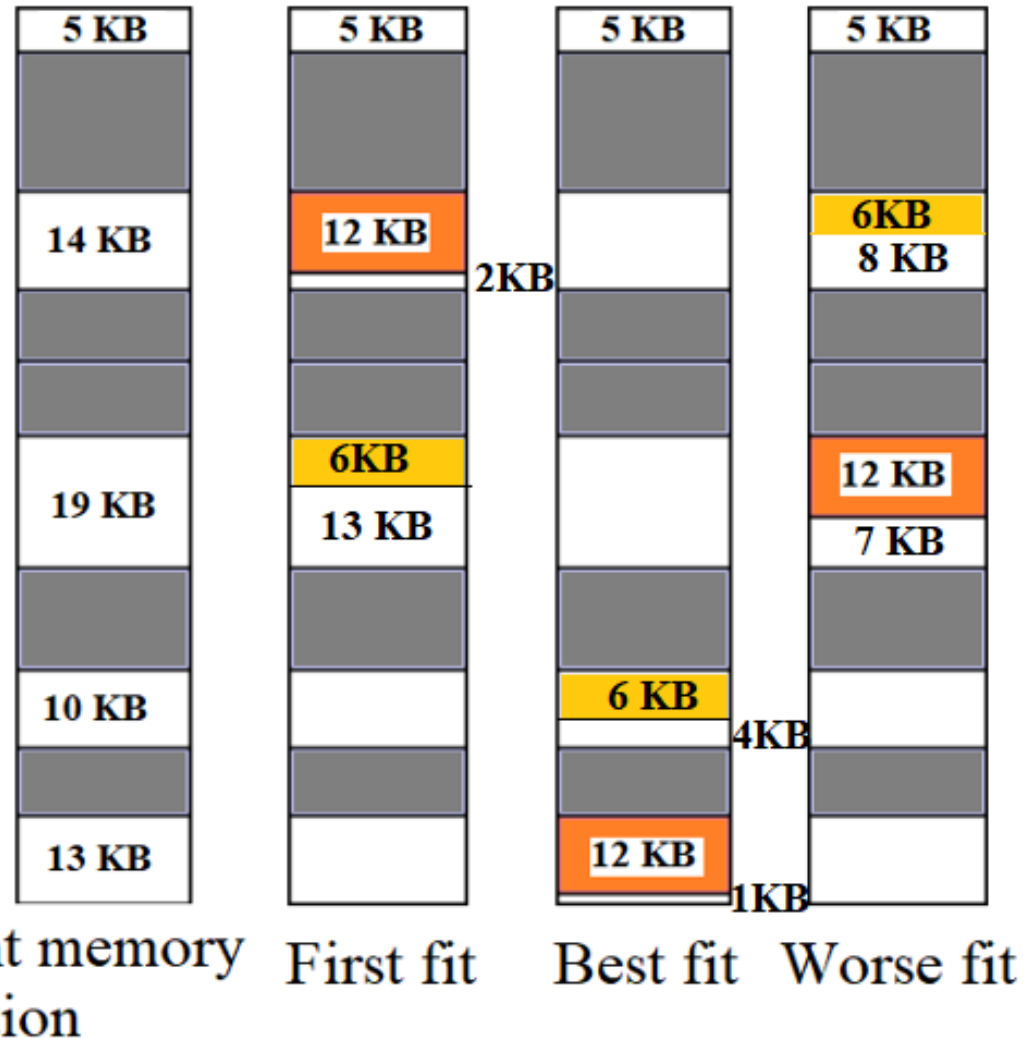 5 KB
14 KB
19 KB
10 KB
13 KB
5 KB
12 KB
2KB
6KB
13 KB
5 KB
6 KB
4KB
12 KB
1KB
5 KB
6KB
8 KB
12 KB
7 KB
memory
First fit
Best fit
Worse fit